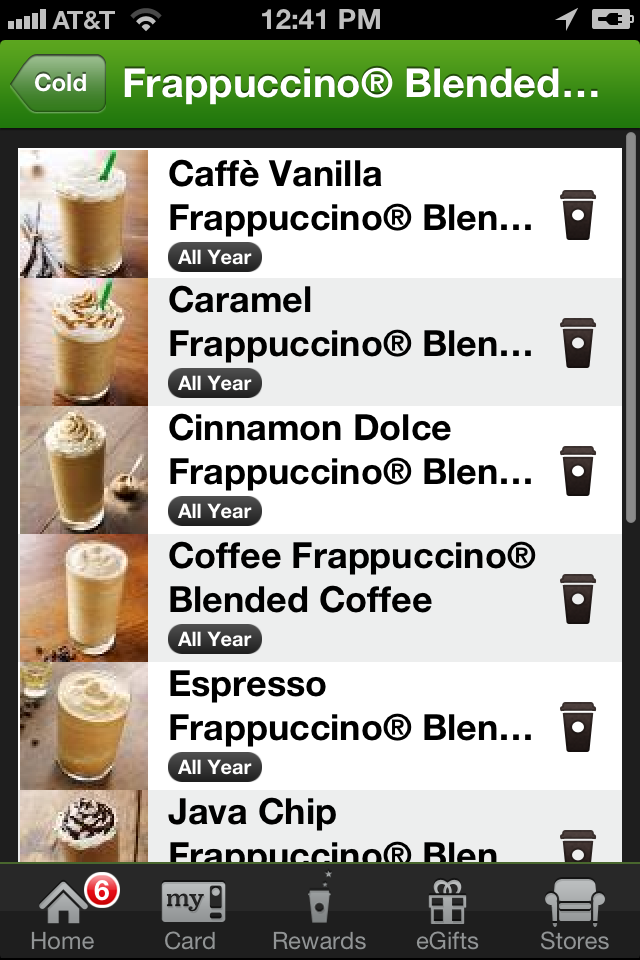 AT&T 12:41 PM
Cold Frappuccino® Blended...
Caffè Vanilla
Frappuccino® Blen...
All Year
Caramel
Frappuccino® Blen...
All Year
Cinnamon Dolce
Frappuccino® Blen...
All Year
Coffee Frappuccino®
Blended Coffee
All Year
Espresso
Frappuccino® Blen...
All Year
Java Chip
Frappuccino® Blen
6 my
Home Card Rewards eGifts Stores